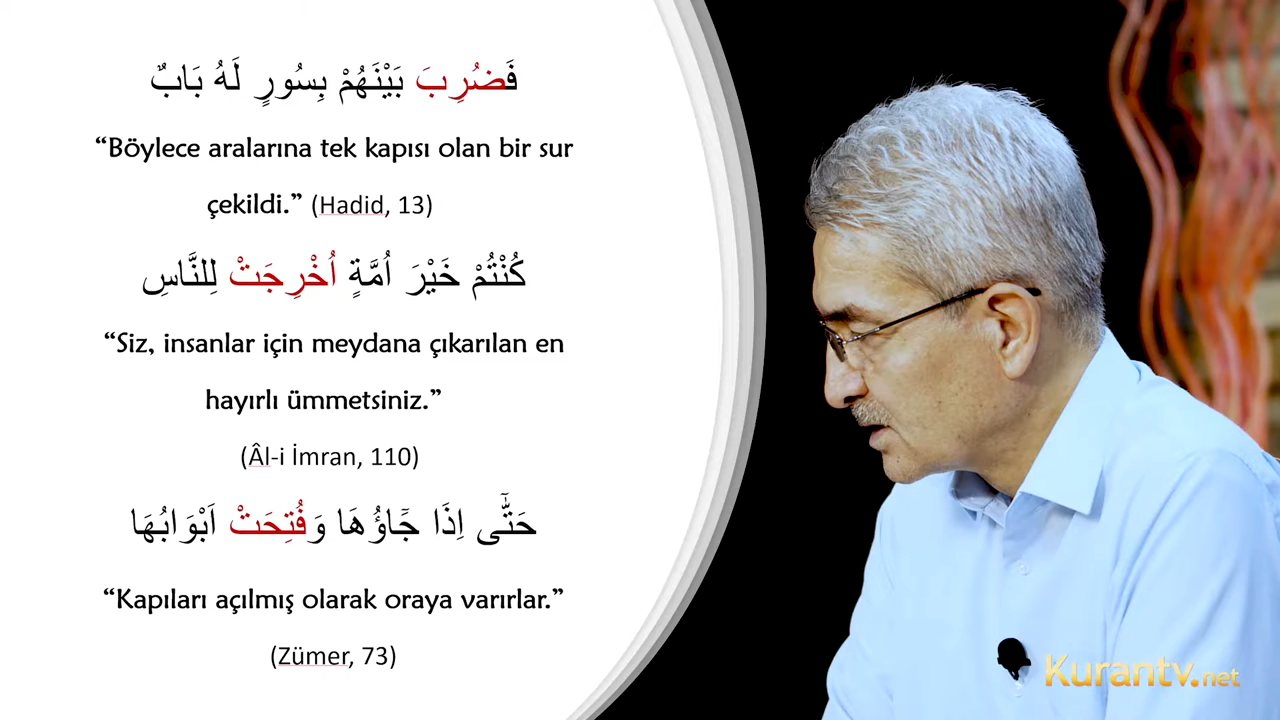 فَضُرِبَ بَيْنَهُمْ بِسُورٍ لَهُ بَابٌ
“Böylece aralarına tek kapısı olan bir sur
çekildi.” (Hadid, 13)
كُنْتُمْ خَيْرَ اُمَّةٍ اُخْرِجَتْ لِلنَّاسِ
“Siz, insanlar için meydana çıkarılan en
hayırlı ümmetsiniz.”
(Âl-i İmran, 110)
حَتّٰٓى اِذَا جَٓاؤُ۫هَا وَفُتِحَتْ اَبْوَابُهَا
“Kapıları açılmış olarak oraya varırlar.”
(Zümer, 73)
Kurantv.net